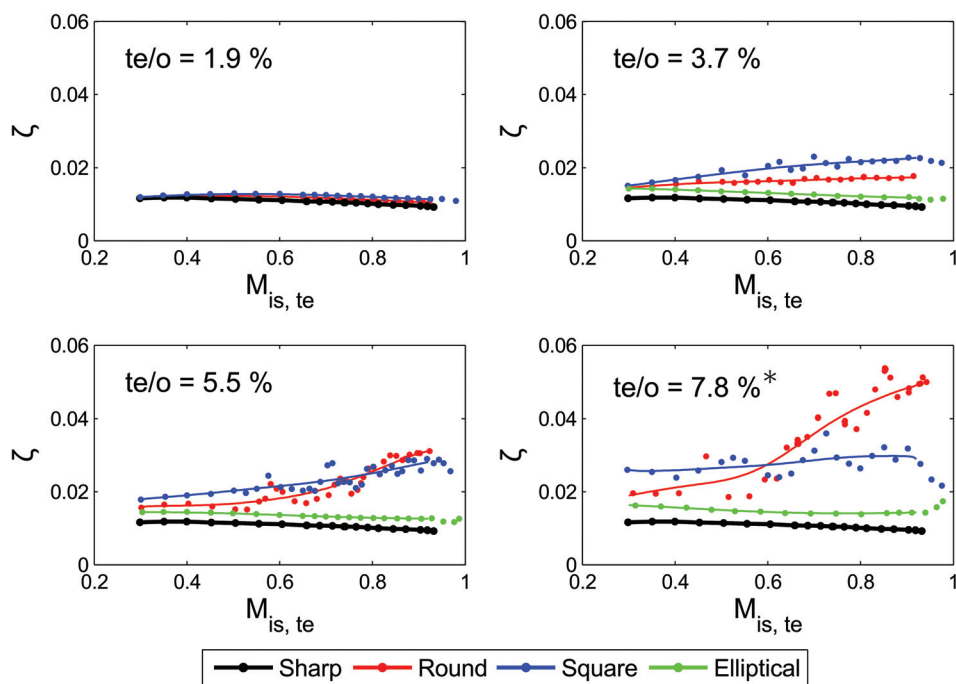 0.06
te/o = 1.9 %
0.04
ζ
0.02
0
0.2 0.4 0.6 0.8 1
M is, te
0.06
te/o = 3.7 %
0.04
ζ
0.02
0
0.2 0.4 0.6 0.8 1
M is, te
0.06
te/o = 5.5 %
0.04
ζ
0.02
0
0.2 0.4 0.6 0.8 1
M is, te
0.06
te/o = 7.8 %*
0.04
ζ
0.02
0
0.2 0.4 0.6 0.8 1
M is, te
Sharp Round Square Elliptical